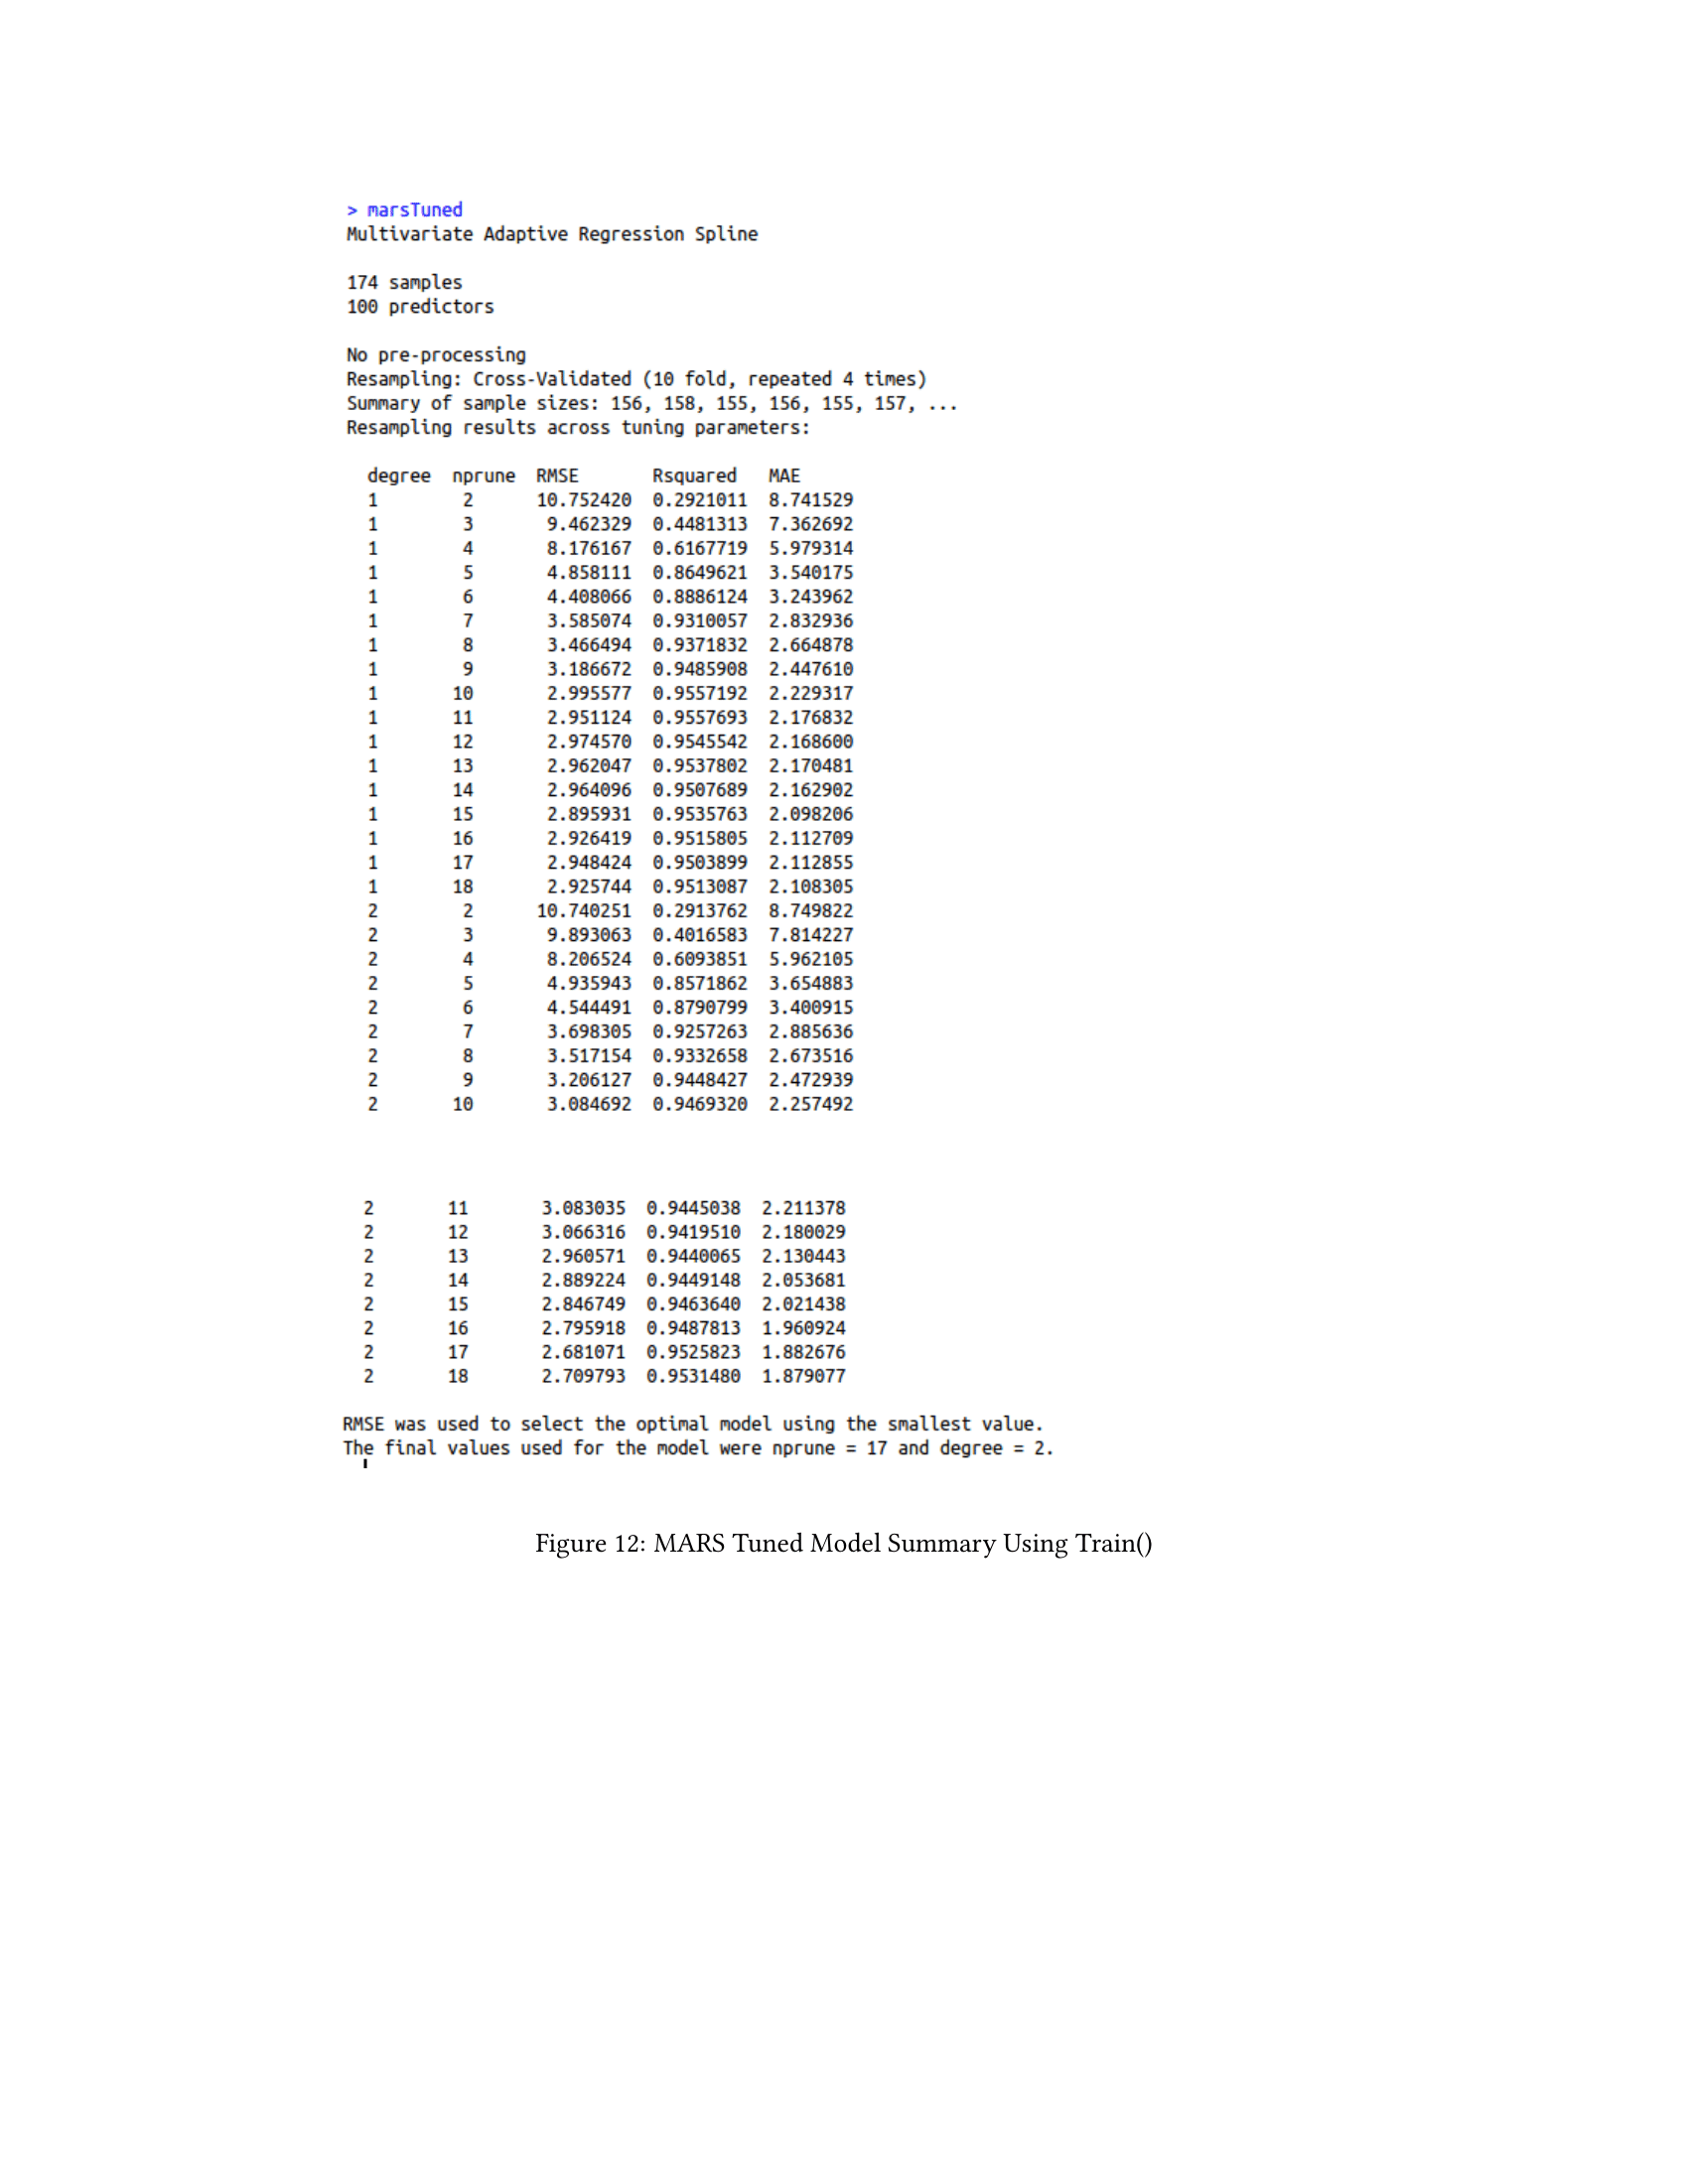 > marsTuned
Multivariate Adaptive Regression Spline
174 samples
100 predictors
No pre-processing
Resampling: Cross-Validated (10 fold, repeated 4 times)
Summary of sample sizes: 156, 158, 155, 156, 155, 157, ...
Resampling results across tuning parameters:
degree nprune RMSE Rsquared MAE
1 2 10.752420 0.2921011 8.741529
1 3 9.462329 0.4481313 7.362692
1 4 8.176167 0.6167719 5.979314
1 5 4.858111 0.8649621 3.540175
1 6 4.408066 0.8886124 3.243962
1 7 3.585074 0.9310057 2.832936
1 8 3.466494 0.9371832 2.664878
1 9 3.186672 0.9485908 2.447610
1 10 2.995577 0.9557192 2.229317
1 11 2.951124 0.9557693 2.176832
1 12 2.974570 0.9545542 2.168600
1 13 2.962047 0.9537802 2.170481
1 14 2.964096 0.9507689 2.162902
1 15 2.895931 0.9535763 2.098206
1 16 2.926419 0.9515805 2.112709
1 17 2.948424 0.9503899 2.112855
1 18 2.925744 0.9513087 2.108305
2 2 10.740251 0.2913762 8.749822
2 3 9.893063 0.4016583 7.814227
2 4 8.206524 0.6093851 5.962105
2 5 4.935943 0.8571862 3.654883
2 6 4.544491 0.8790799 3.400915
2 7 3.698305 0.9257263 2.885636
2 8 3.517154 0.9332658 2.673516
2 9 3.206127 0.9448427 2.472939
2 10 3.084692 0.9469320 2.257492
2 11 3.083035 0.9445038 2.211378
2 12 3.066316 0.9419510 2.180029
2 13 2.960571 0.9440065 2.130443
2 14 2.889224 0.9449148 2.053681
2 15 2.846749 0.9463640 2.021438
2 16 2.795918 0.9487813 1.960924
2 17 2.681071 0.9525823 1.882676
2 18 2.709793 0.9531480 1.879077
RMSE was used to select the optimal model using the smallest value.
The final values used for the model were nprune = 17 and degree = 2.
Figure 12: MARS Tuned Model Summary Using Train()